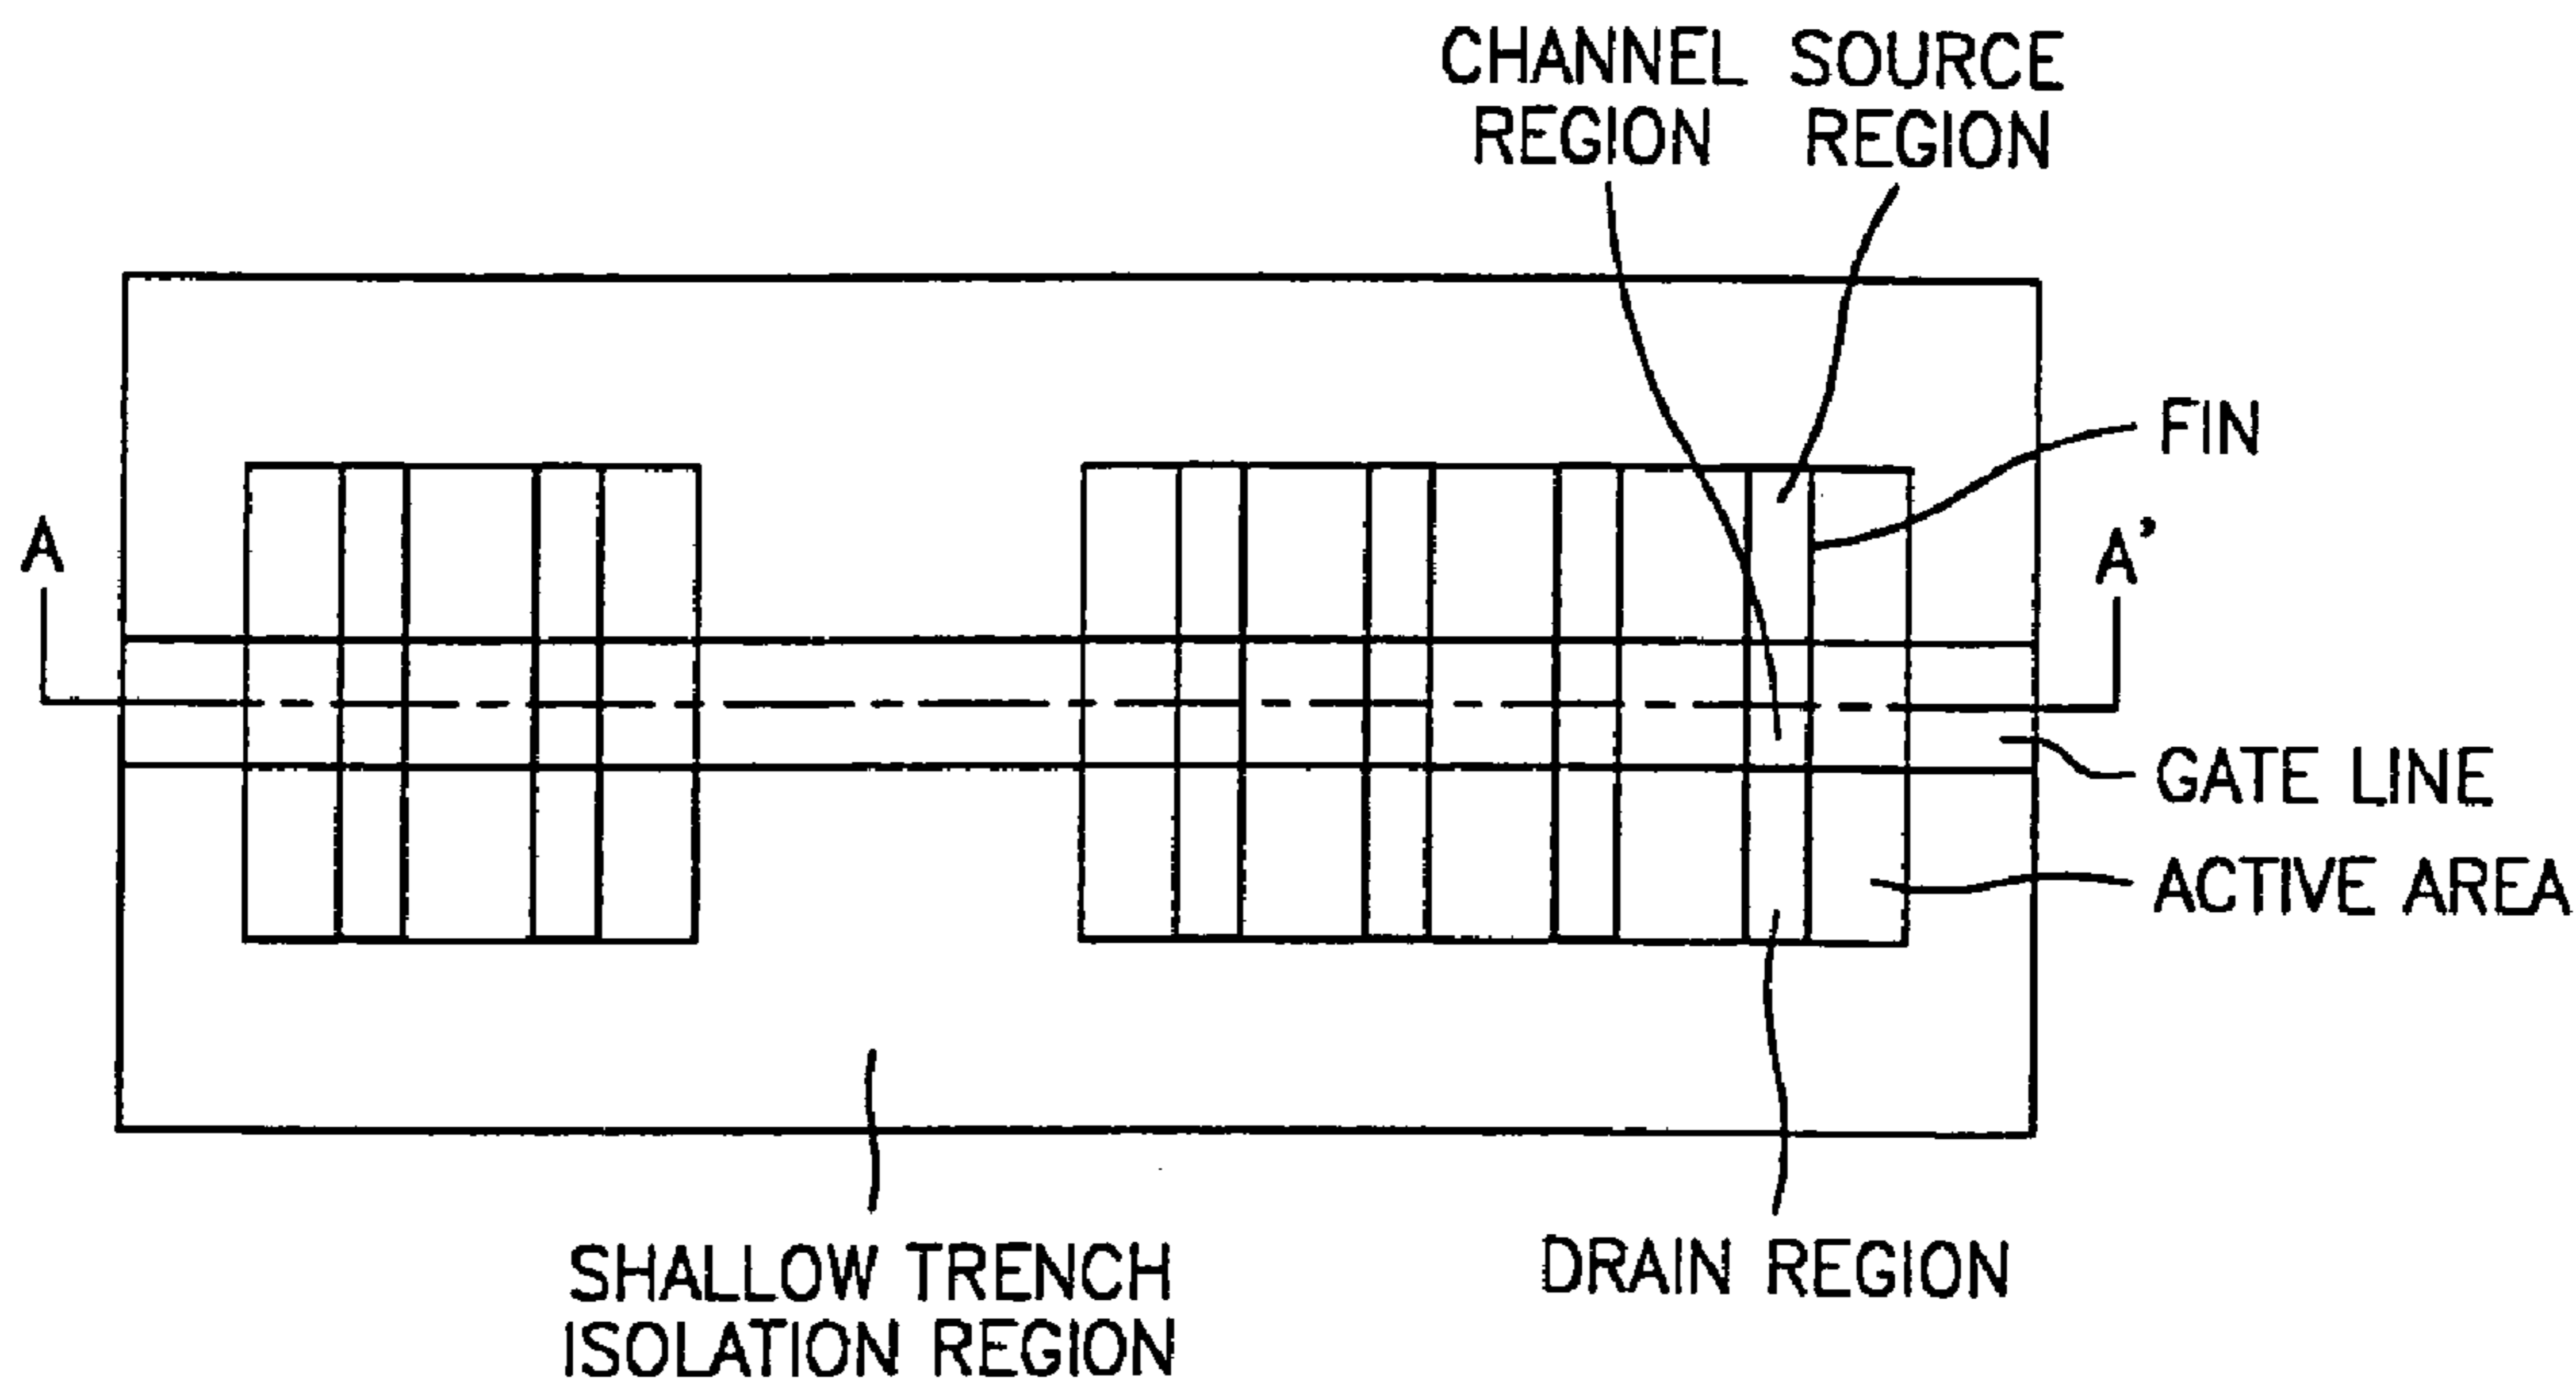 CHANNEL
REGION
SOURCE
REGION
FIN
A
A'
GATE LINE
ACTIVE AREA
SHALLOW TRENCH
ISOLATION REGION
DRAIN REGION